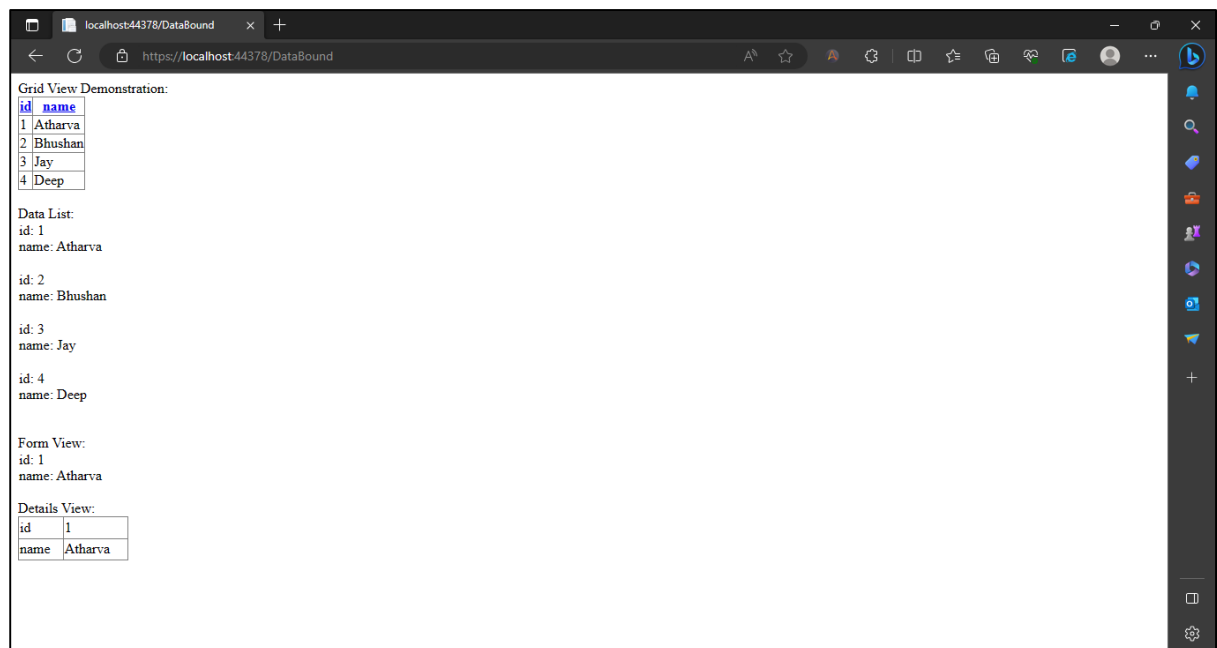 localhost:44378/DataBound
https://localhost:44378/DataBound
Grid View Demonstration:
id name
1 Atharva
2 Bhushan
3 Jay
4 Deep
Data List:
id: 1
name: Atharva
id: 2
name: Bhushan
id: 3
name: Jay
id: 4
name: Deep
Form View:
id: 1
name: Atharva
Details View:
id 1
name Atharva